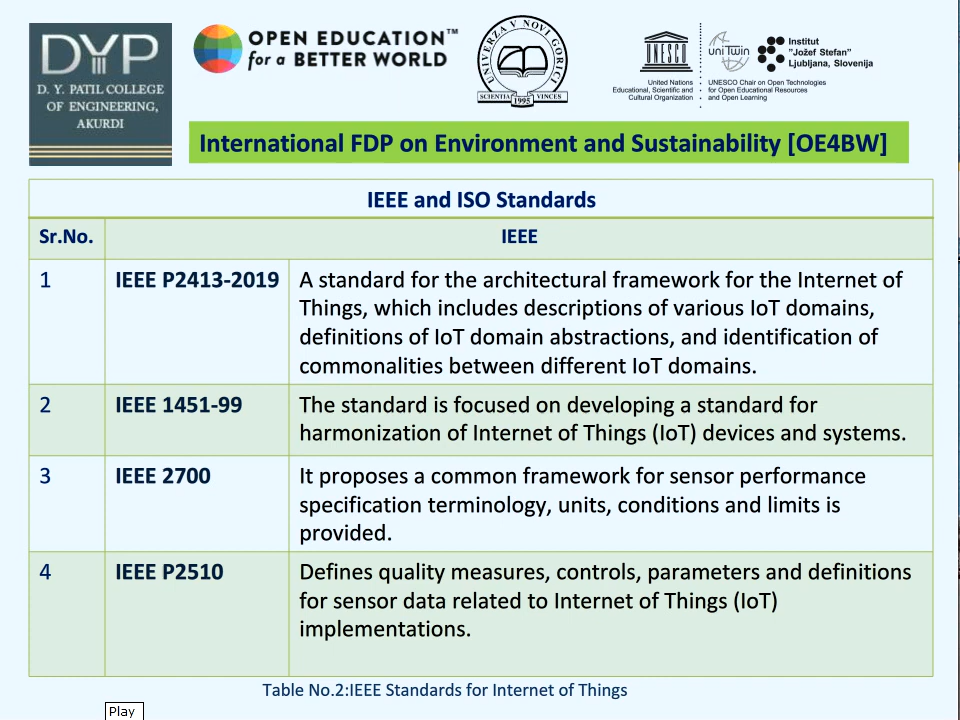 DYP
D. Y. PATIL COLLEGE
OF ENGINEERING,
AKURDI
OPEN EDUCATION™
for a BETTER WORLD
UNIVERZA V NOVI GORICI
SCIENTIA VINCES
1995
UNESCO
United Nations
Educational, Scientific and
Cultural Organization
uniTwin
Institut
"Jožef Stefan"
Ljubljana, Slovenija
UNESCO Chair on Open Technologies
for Open Educational Resources
and Open Learning
International FDP on Environment and Sustainability [OE4BW]
IEEE and ISO Standards
Sr.No. IEEE
1 IEEE P2413-2019 A standard for the architectural framework for the Internet of
Things, which includes descriptions of various IoT domains,
definitions of IoT domain abstractions, and identification of
commonalities between different IoT domains.
2 IEEE 1451-99 The standard is focused on developing a standard for
harmonization of Internet of Things (IoT) devices and systems.
3 IEEE 2700 It proposes a common framework for sensor performance
specification terminology, units, conditions and limits is
provided.
4 IEEE P2510 Defines quality measures, controls, parameters and definitions
for sensor data related to Internet of Things (IoT)
implementations.
Table No.2:IEEE Standards for Internet of Things
Play